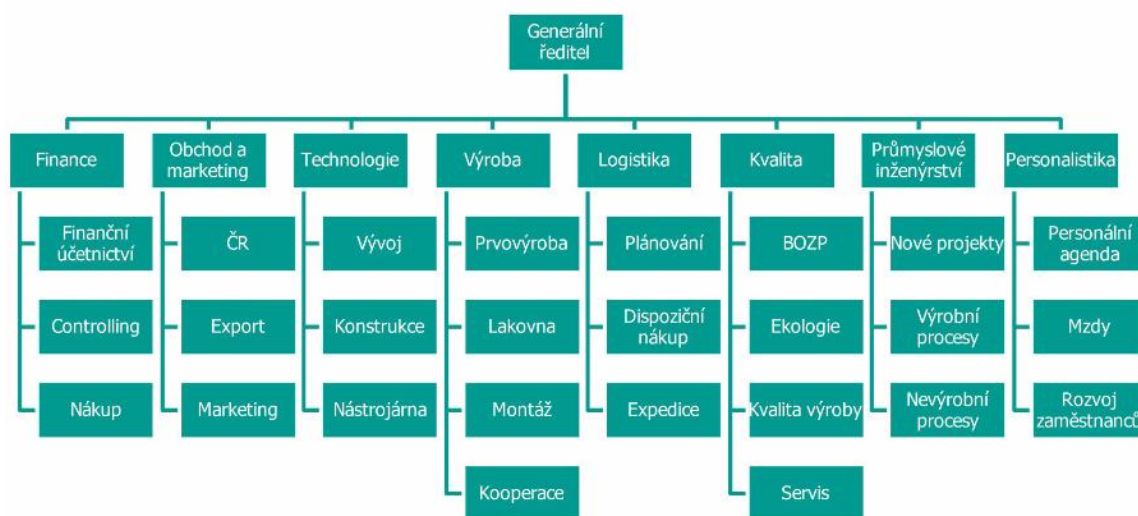 Generální
ředitel
Finance
Obchod a
marketing
Technologie
Výroba
Logistika
Kvalita
Průmyslové
inženýrství
Personalistika
Finanční
účetnictví
ČR
Vývoj
Prvovýroba
Plánování
BOZP
Nové projekty
Personální
agenda
Controlling
Export
Konstrukce
Lakovna
Dispoziční
nákup
Ekologie
Výrobní
procesy
Mzdy
Nákup
Marketing
Nástrojárna
Montáž
Expedice
Kvalita výroby
Nevýrobní
procesy
Rozvoj
zaměstnanců
Kooperace
Servis